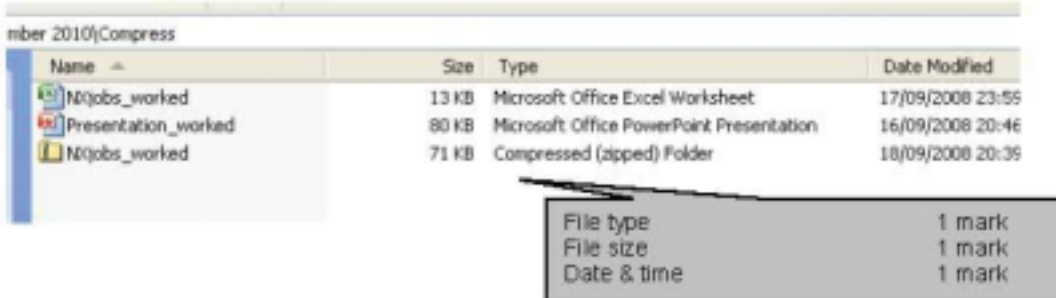 mber 2010\Compress
Name Size Type Date Modified
NXjobs_worked 13 KB Microsoft Office Excel Worksheet 17/09/2008 23:59
Presentation_worked 80 KB Microsoft Office PowerPoint Presentation 16/09/2008 20:46
NXjobs_worked 71 KB Compressed (zipped) Folder 18/09/2008 20:39
File type 1 mark
File size 1 mark
Date & time 1 mark